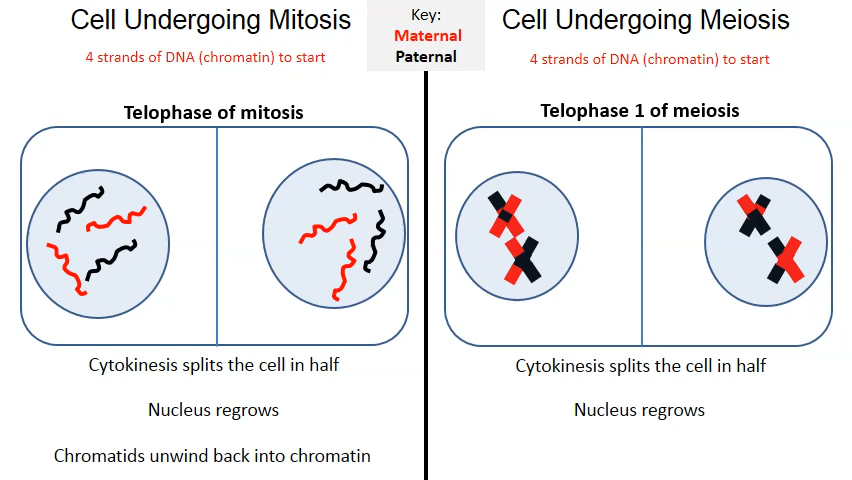 Cell Undergoing Mitosis
4 strands of DNA (chromatin) to start
Key:
Maternal
Paternal
Cell Undergoing Meiosis
4 strands of DNA (chromatin) to start
Telophase of mitosis
Cytokinesis splits the cell in half
Nucleus regrows
Chromatids unwind back into chromatin
Telophase 1 of meiosis
Cytokinesis splits the cell in half
Nucleus regrows